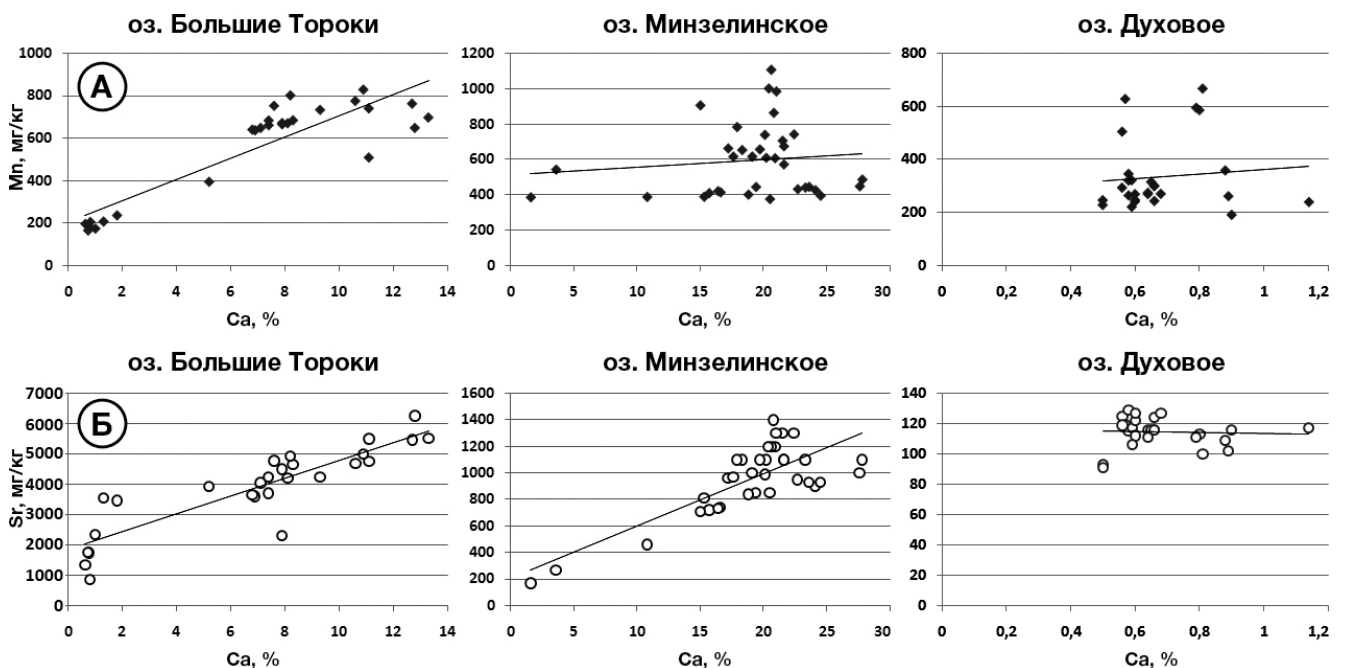 оз. Большие Тороки
оз. Минзелинское
оз. Духовое
А
Mn, мг/кг
1000
800
600
400
200
0
0 2 4 6 8 10 12 14
Ca, %
1200
1000
800
600
400
200
0
0 5 10 15 20 25 30
Ca, %
800
600
400
200
0
0 0,2 0,4 0,6 0,8 1 1,2
Ca, %
оз. Большие Тороки
оз. Минзелинское
оз. Духовое
Б
Sr, мг/кг
7000
6000
5000
4000
3000
2000
1000
0
0 2 4 6 8 10 12 14
Ca, %
1600
1400
1200
1000
800
600
400
200
0
0 5 10 15 20 25 30
Ca, %
140
120
100
80
60
40
20
0
0 0,2 0,4 0,6 0,8 1 1,2
Ca, %